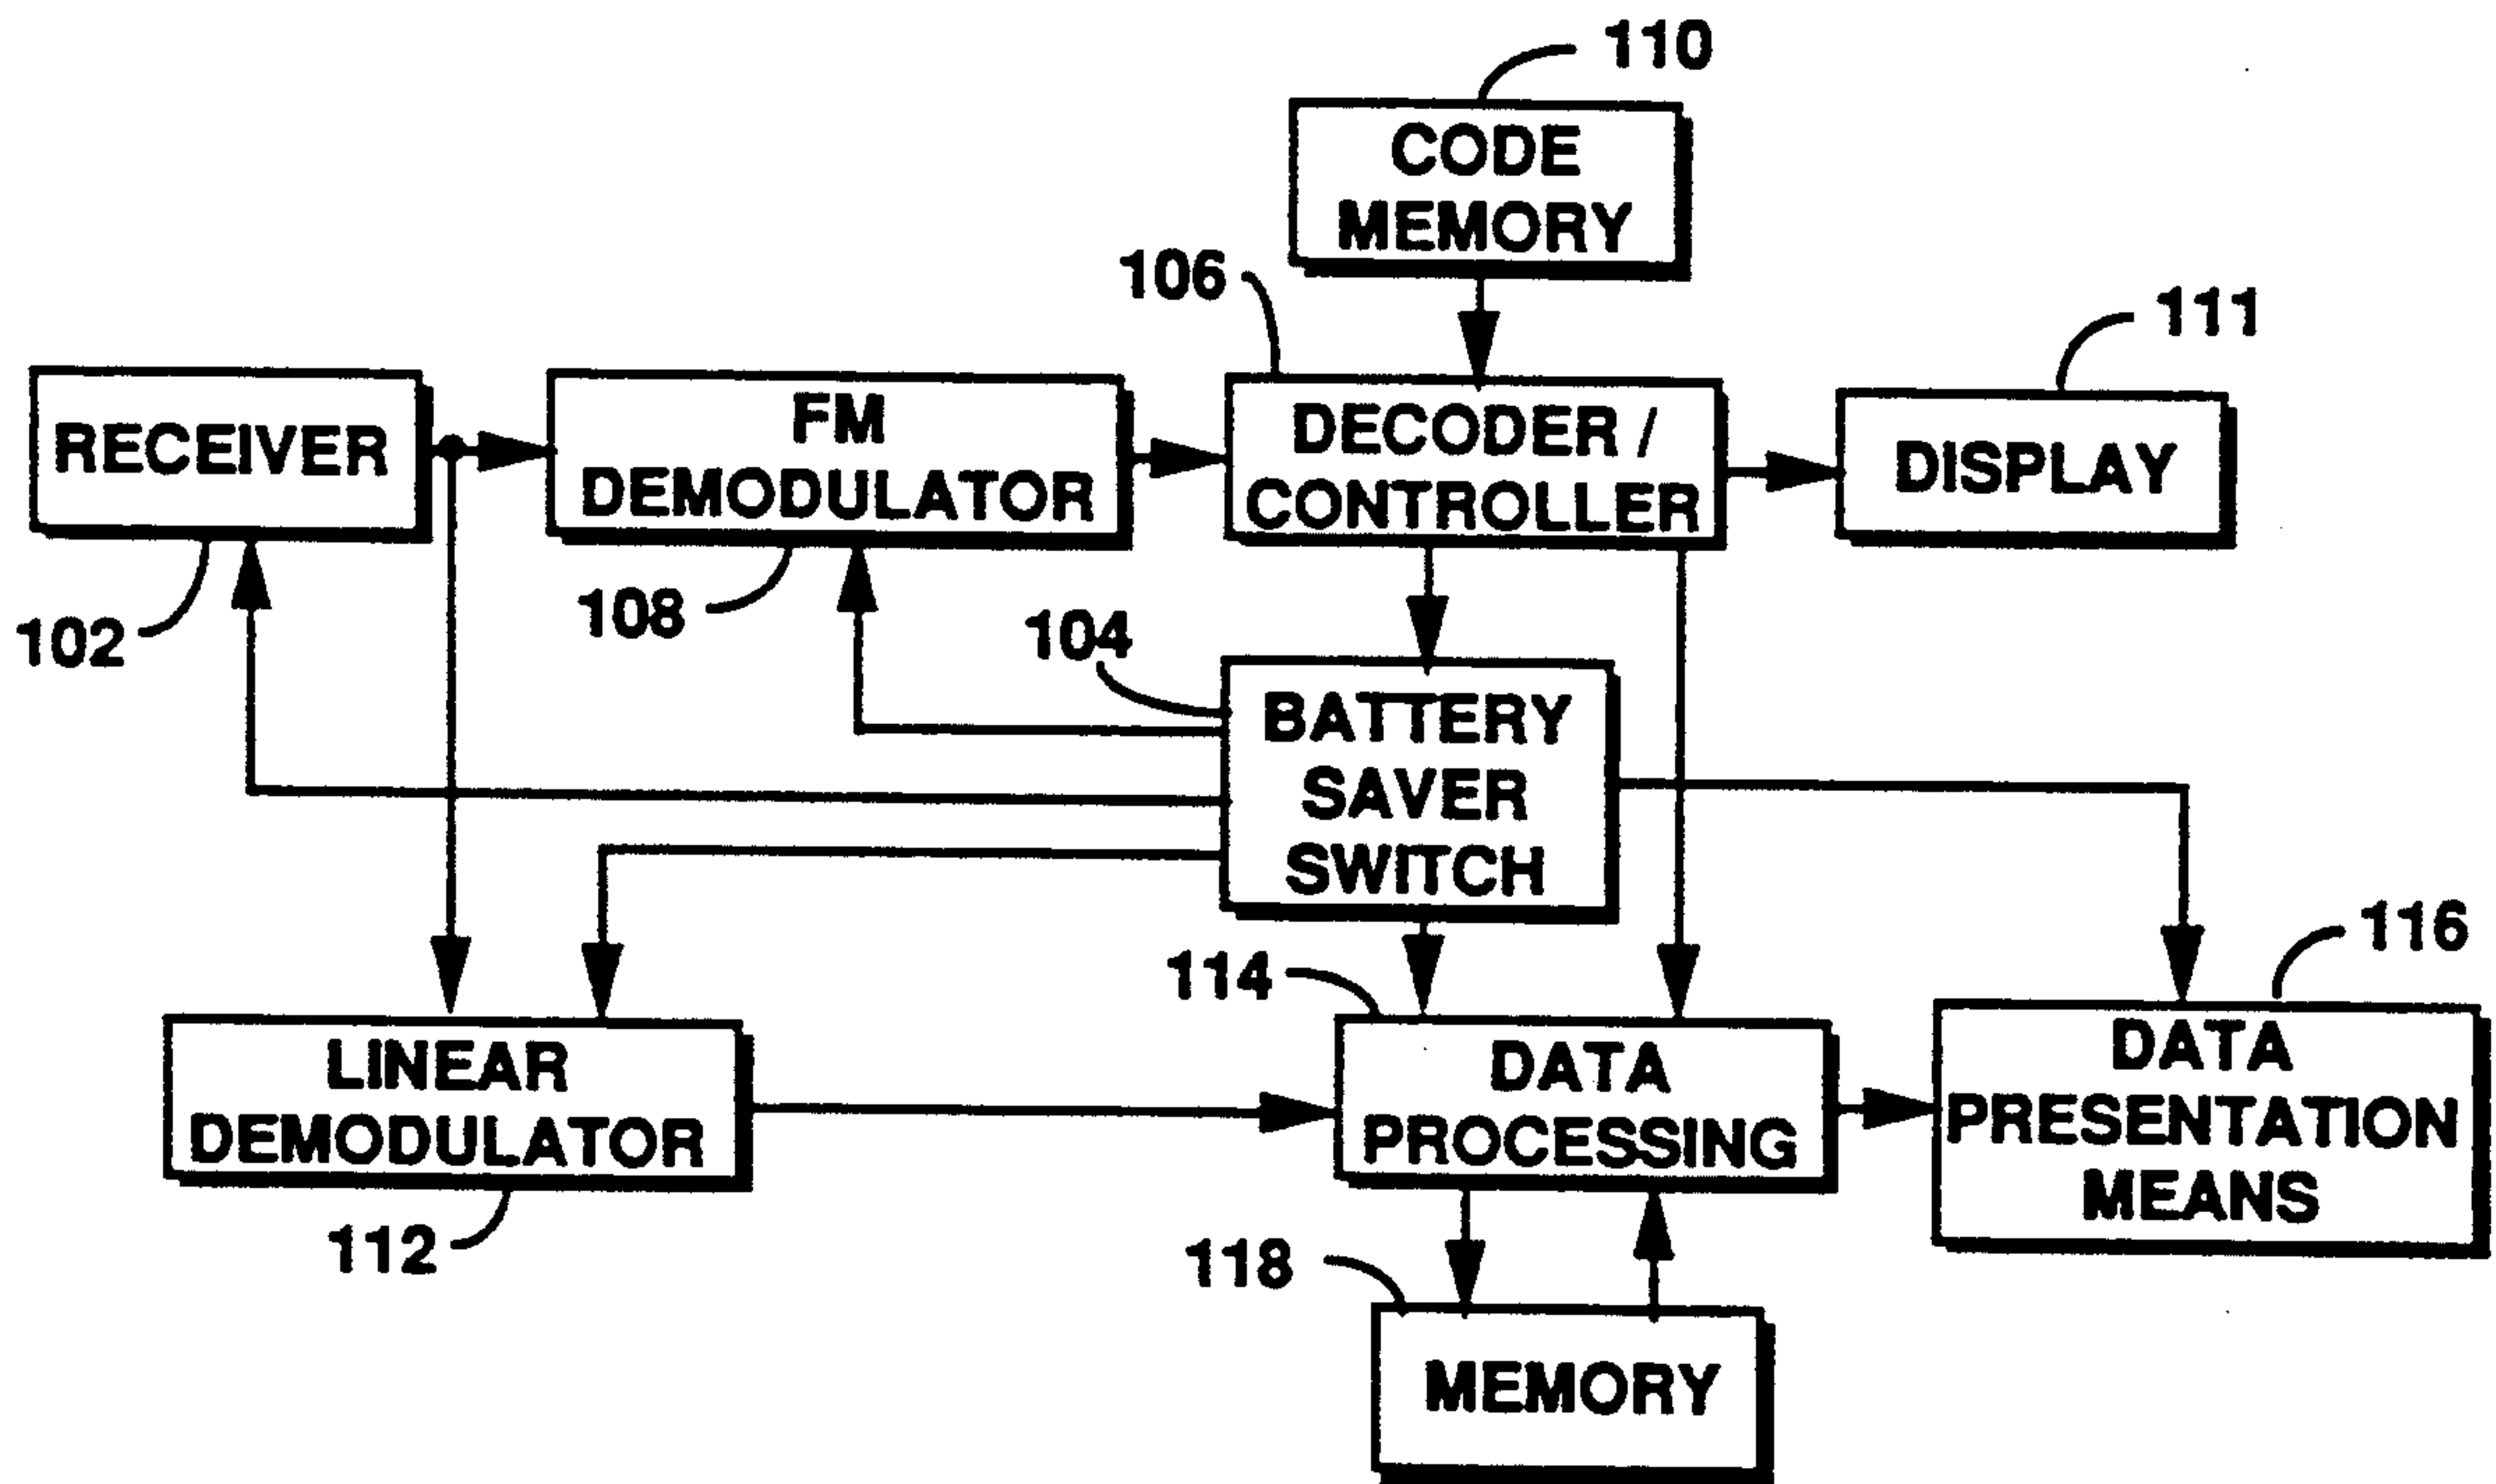 110
CODE
MEMORY
106
111
RECEIVER
FM
DEMODULATOR
DECODER /
CONTROLLER
DISPLAY
102
108
104
BATTERY
SAVER
SWITCH
114
116
LINEAR
DEMODULATOR
DATA
PROCESSING
DATA
PRESENTATION
MEANS
112
118
MEMORY